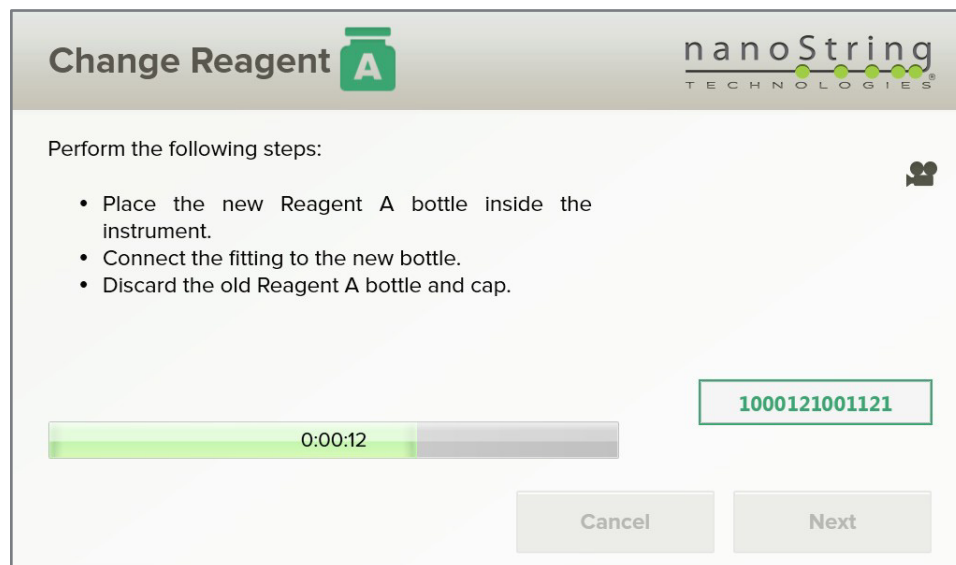 Change Reagent A
nanoString
TECHNOLOGIES®
Perform the following steps:
• Place the new Reagent A bottle inside the
instrument.
• Connect the fitting to the new bottle.
• Discard the old Reagent A bottle and cap.
1000121001121
0:00:12
Cancel
Next